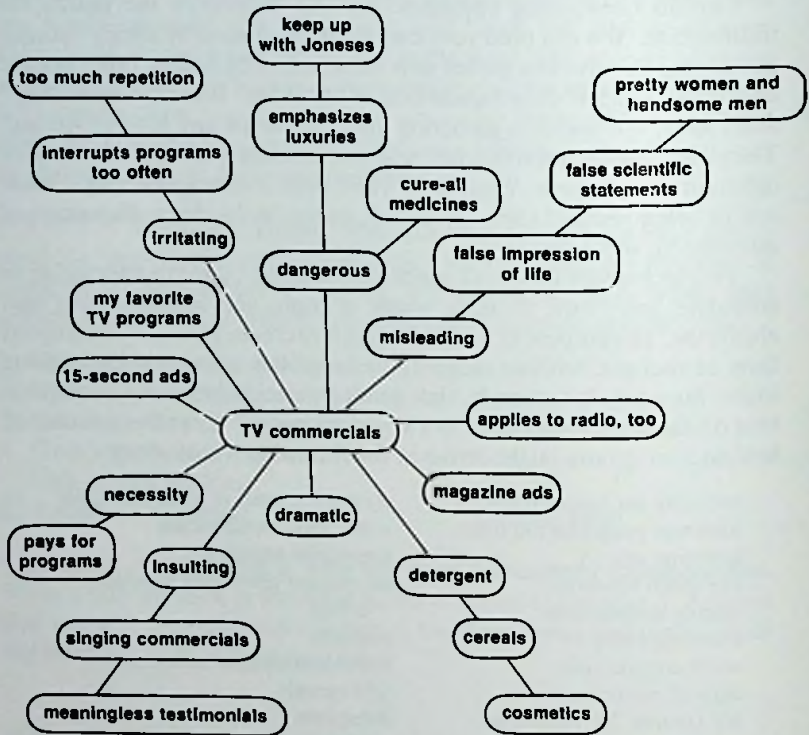 keep up
with Joneses
too much repetition
pretty women and
handsome men
emphasizes
luxuries
interrupts programs
too often
false scientific
statements
cure-all
medicines
irritating
false impression
of life
dangerous
my favorite
TV programs
misleading
15-second ads
applies to radio, too
TV commercials
necessity
magazine ads
dramatic
pays for
programs
insulting
detergent
singing commercials
cereals
meaningless testimonials
cosmetics